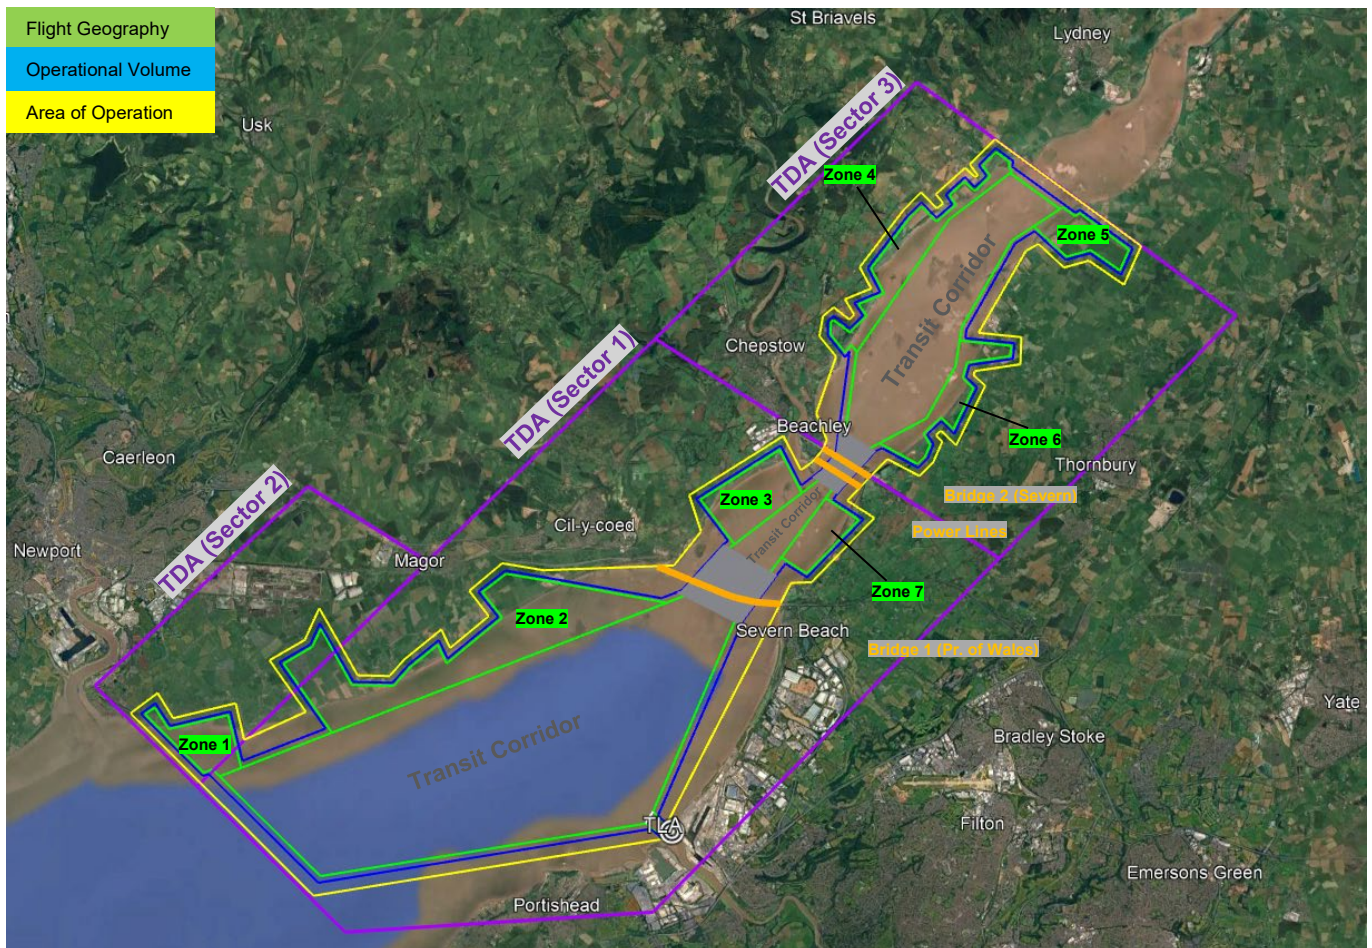 Flight Geography
Operational Volume
Area of Operation
St Briavels
Lydney
Usk
TDA (Sector 3)
Zone 4
Zone 5
Transit Corridor
Chepstow
TDA (Sector 1)
Beachley
Zone 6
Caerleon
Thornbury
TDA (Sector 2)
Zone 3
Bridge 2 (Severn)
Cil-y-coed
Transit Corridor
Power Lines
Newport
Magor
Zone 7
Zone 2
Severn Beach
Bridge 1 (Pr. of Wales)
Yate
Zone 1
Bradley Stoke
Transit Corridor
TLA
Filton
Emersons Green
Portishead